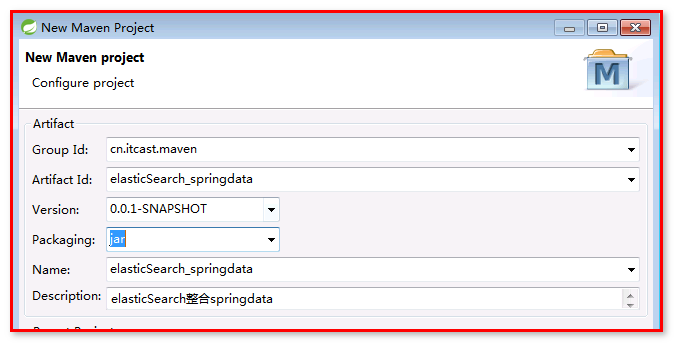 New Maven Project
New Maven project
Configure project
M
Artifact
Group Id: cn.itcast.maven
Artifact Id: elasticSearch_springdata
Version: 0.0.1-SNAPSHOT
Packaging: jar
Name: elasticSearch_springdata
Description: elasticSearch整合springdata